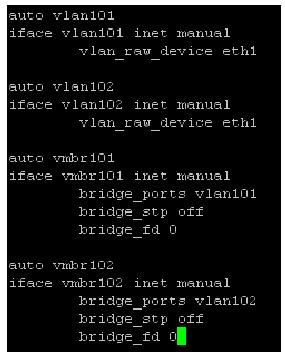 auto vlan101
iface vlan101 inet manual
vlan_raw_device eth1
auto vlan102
iface vlan102 inet manual
vlan_raw_device eth1
auto vmbr101
iface vmbr101 inet manual
bridge_ports vlan101
bridge_stp off
bridge_fd 0
auto vmbr102
iface vmbr102 inet manual
bridge_ports vlan102
bridge_stp off
bridge_fd 0